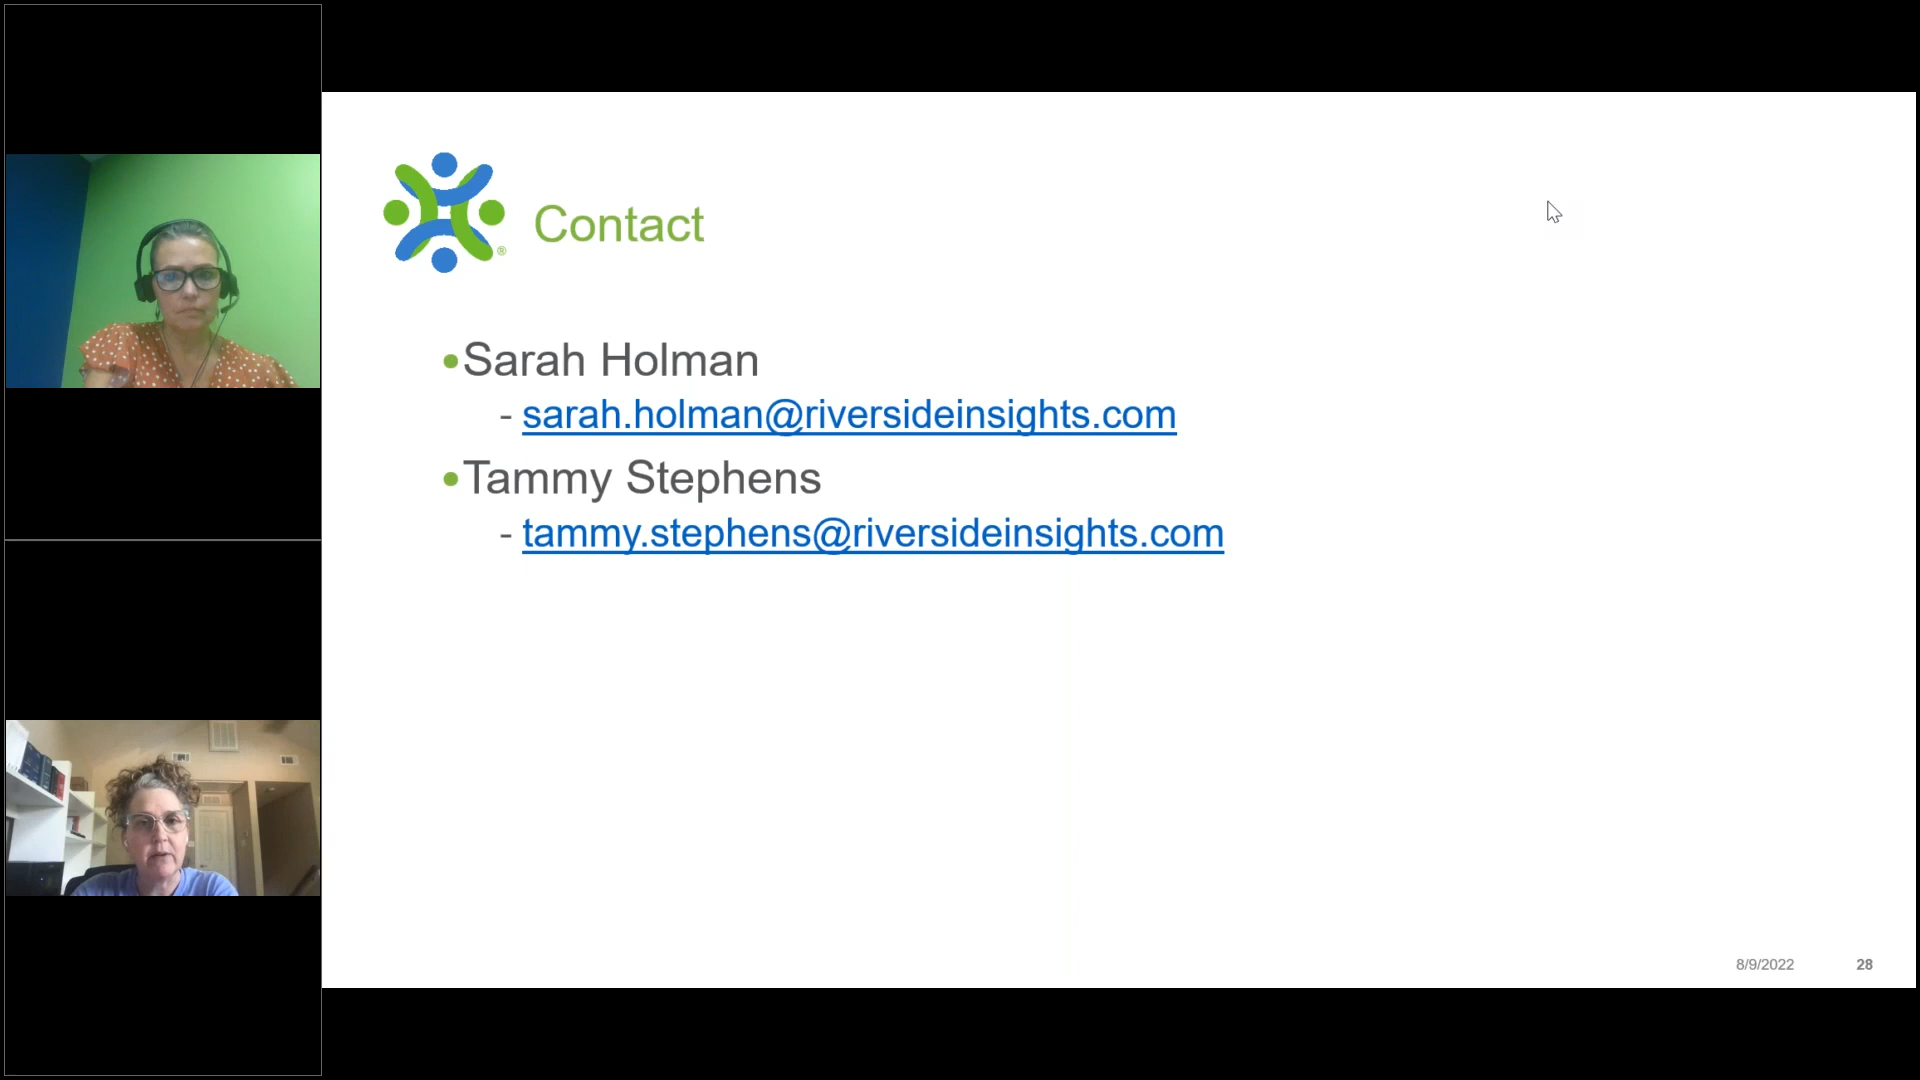 ®
Contact
•Sarah Holman
- sarah.holman@riversideinsights.com
•Tammy Stephens
- tammy.stephens@riversideinsights.com
8/9/2022 28